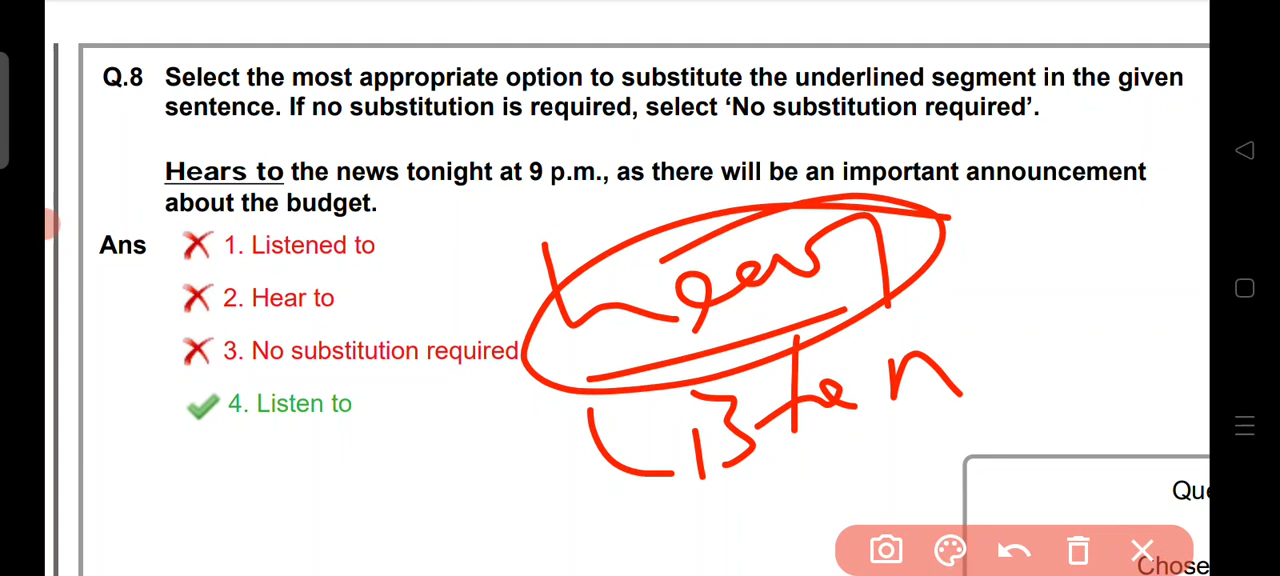 Q.8 Select the most appropriate option to substitute the underlined segment in the given
sentence. If no substitution is required, select ‘No substitution required’.
Hears to the news tonight at 9 p.m., as there will be an important announcement
about the budget.
Ans 1. Listened to
2. Hear to
3. No substitution required
4. Listen to
hear
Listen
Que
Chose